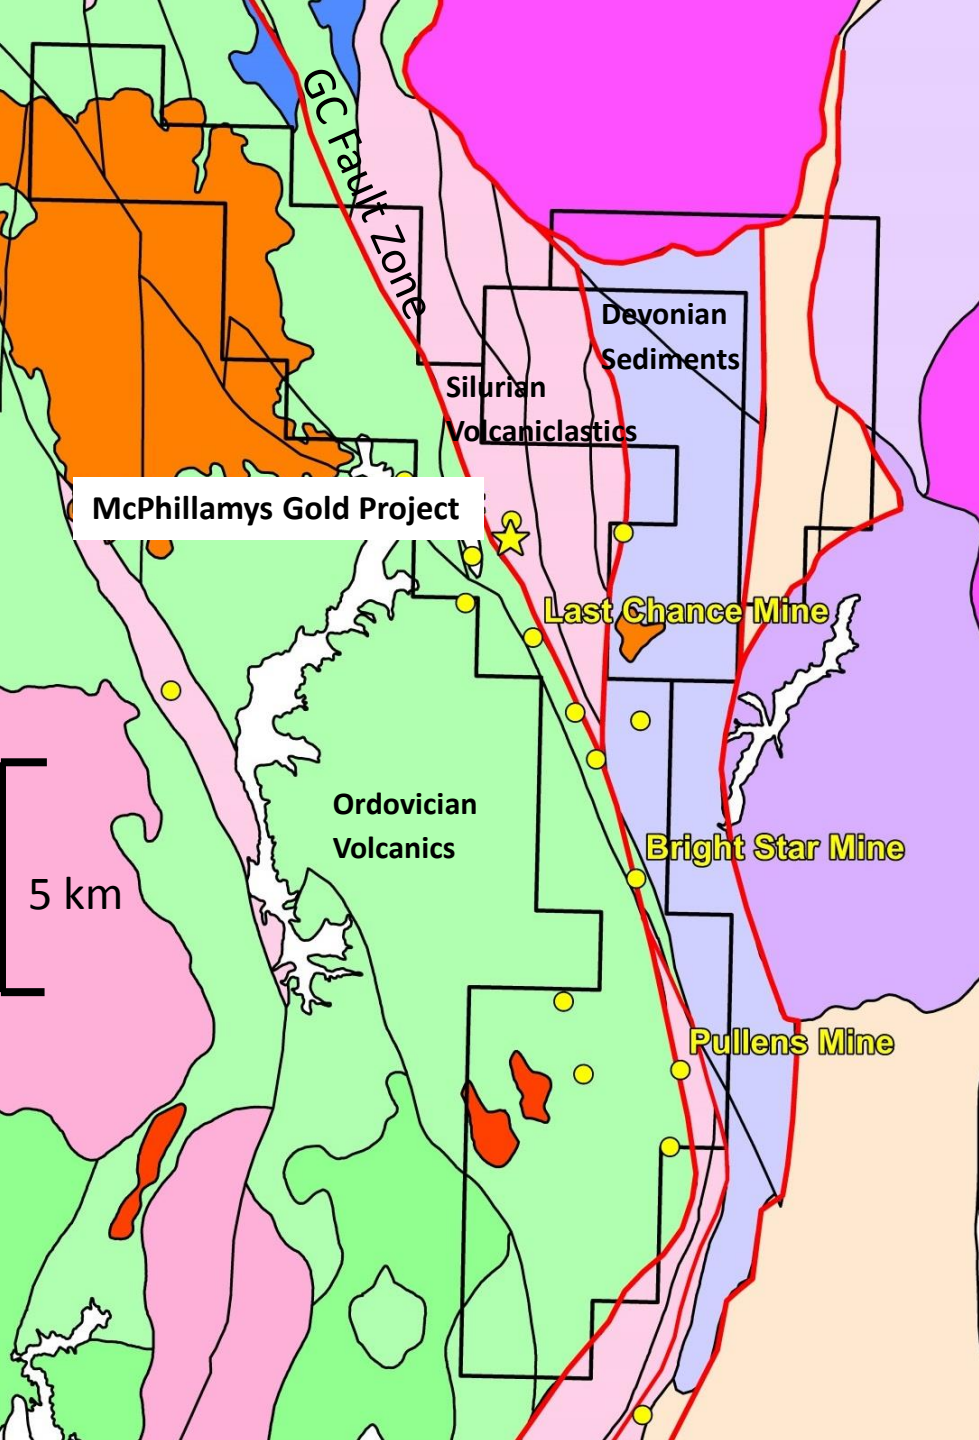 GC Fault Zone
Devonian
Sediments
Silurian
Volcaniclastics
McPhillamys Gold Project
Last Chance Mine
Ordovician
Volcanics
Bright Star Mine
5 km
Pullens Mine